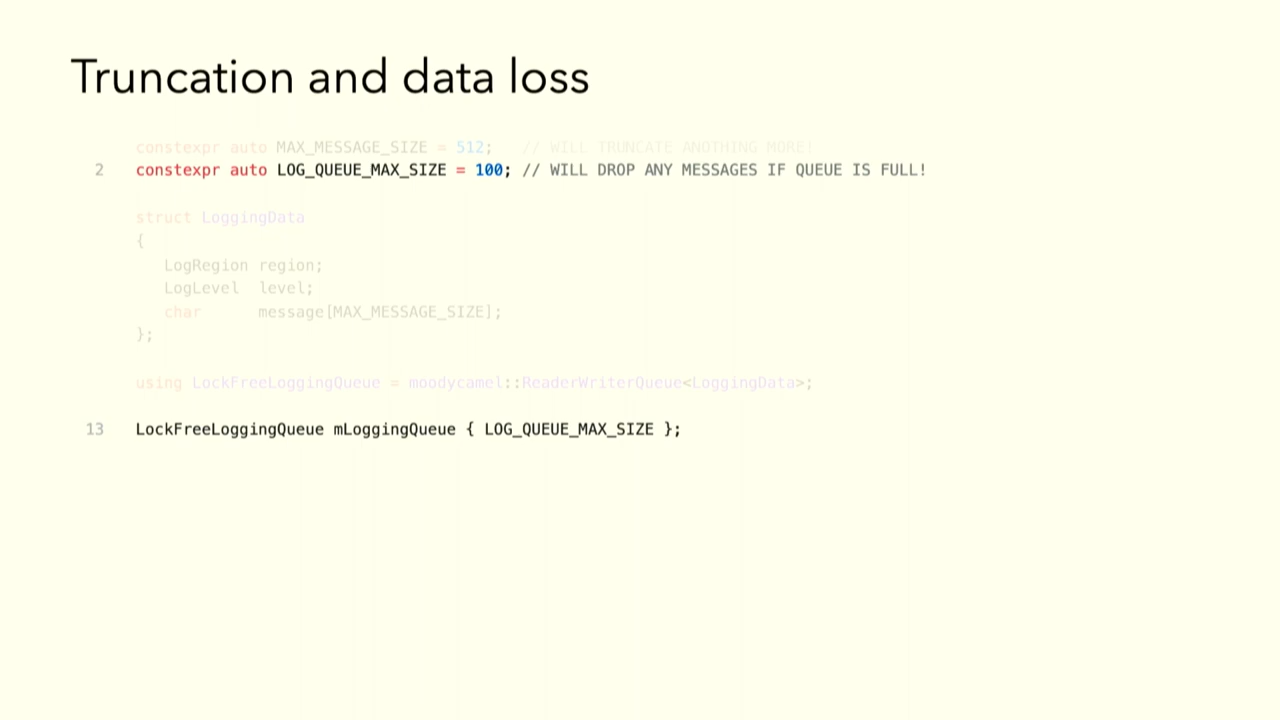 Truncation and data loss
constexpr auto MAX_MESSAGE_SIZE = 512; // WILL TRUNCATE ANOTHING MORE!
2 constexpr auto LOG_QUEUE_MAX_SIZE = 100; // WILL DROP ANY MESSAGES IF QUEUE IS FULL!
struct LoggingData
{
LogRegion region;
LogLevel level;
char message[MAX_MESSAGE_SIZE];
};
using LockFreeLoggingQueue = moodycamel::ReaderWriterQueue<LoggingData>;
13 LockFreeLoggingQueue mLoggingQueue { LOG_QUEUE_MAX_SIZE };